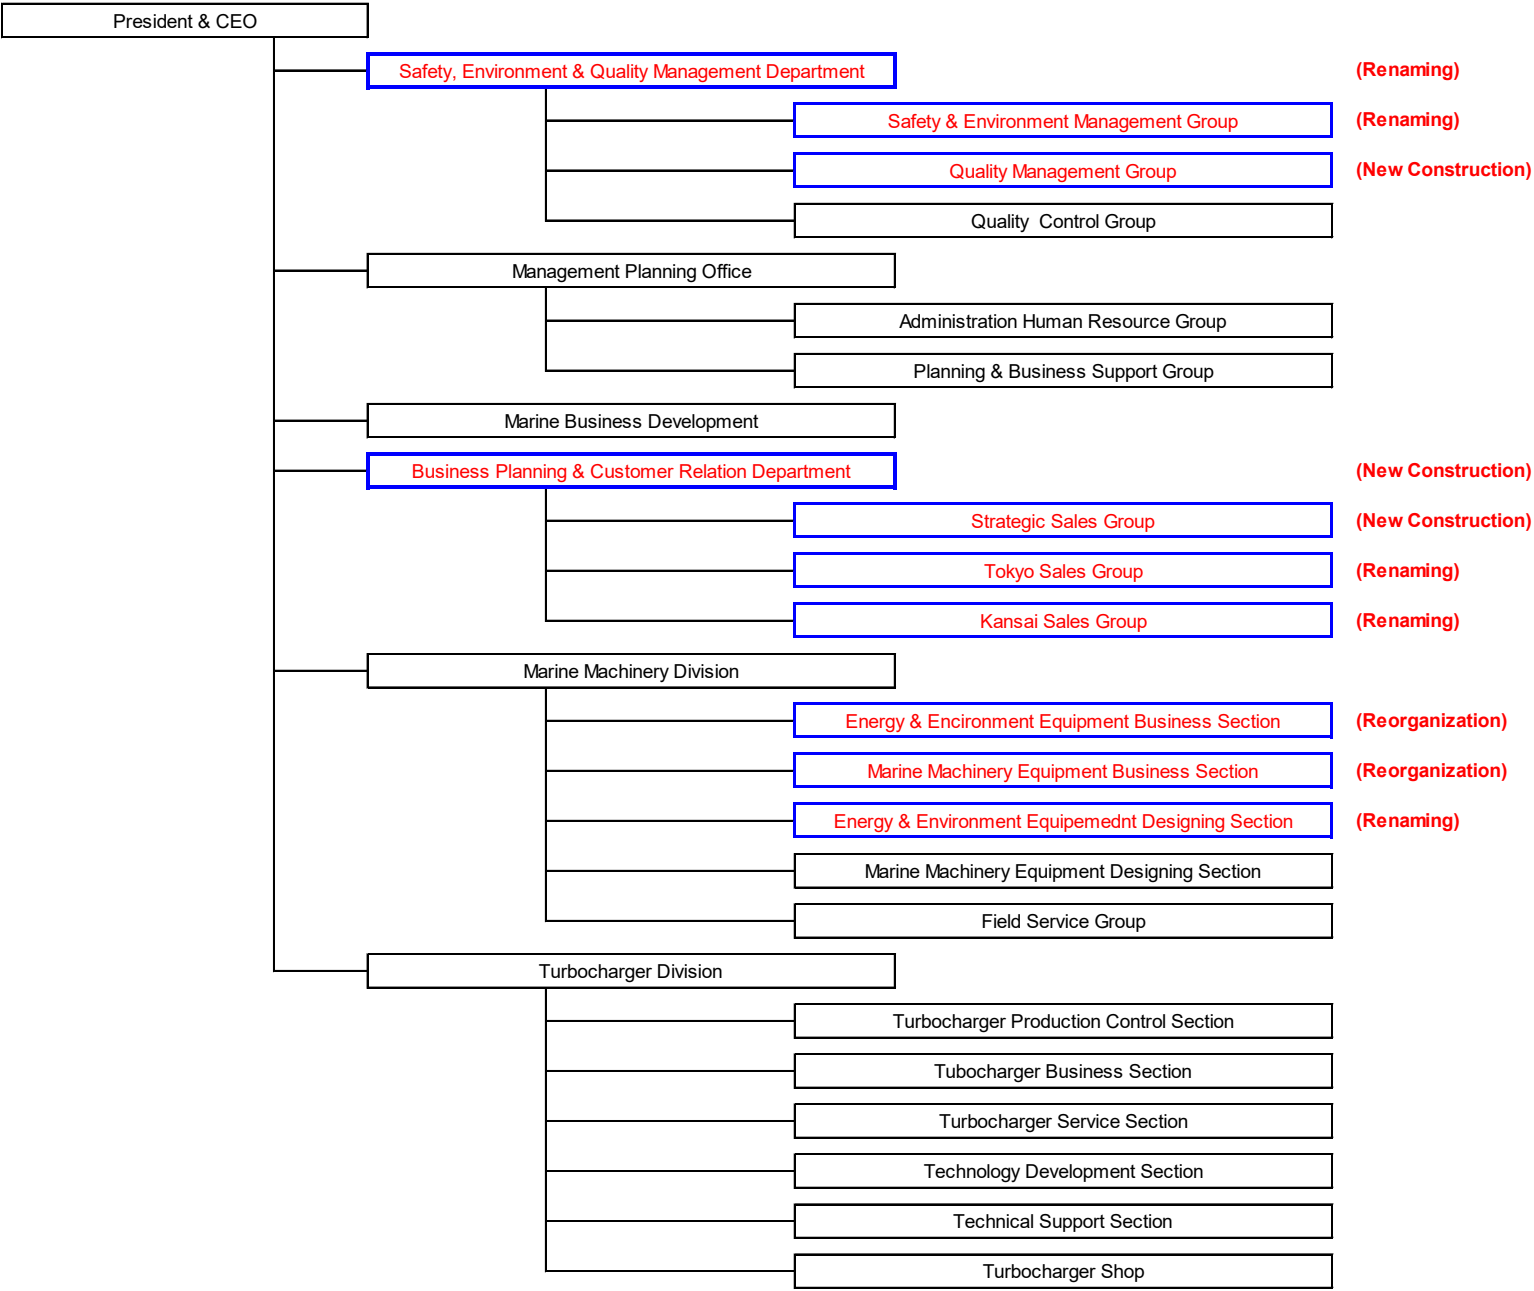 President & CEO
Safety, Environment & Quality Management Department (Renaming)
Safety & Environment Management Group (Renaming)
Quality Management Group (New Construction)
Quality  Control Group
Management Planning Office
Administration Human Resource Group
Planning & Business Support Group
Marine Business Development
Business Planning & Customer Relation Department (New Construction)
Strategic Sales Group (New Construction)
Tokyo Sales Group (Renaming)
Kansai Sales Group (Renaming)
Marine Machinery Division
Energy & Encironment Equipment Business Section (Reorganization)
Marine Machinery Equipment Business Section (Reorganization)
Energy & Environment Equipemednt Designing Section (Renaming)
Marine Machinery Equipment Designing Section
Field Service Group
Turbocharger Division
Turbocharger Production Control Section
Tubocharger Business Section
Turbocharger Service Section
Technology Development Section
Technical Support Section
Turbocharger Shop